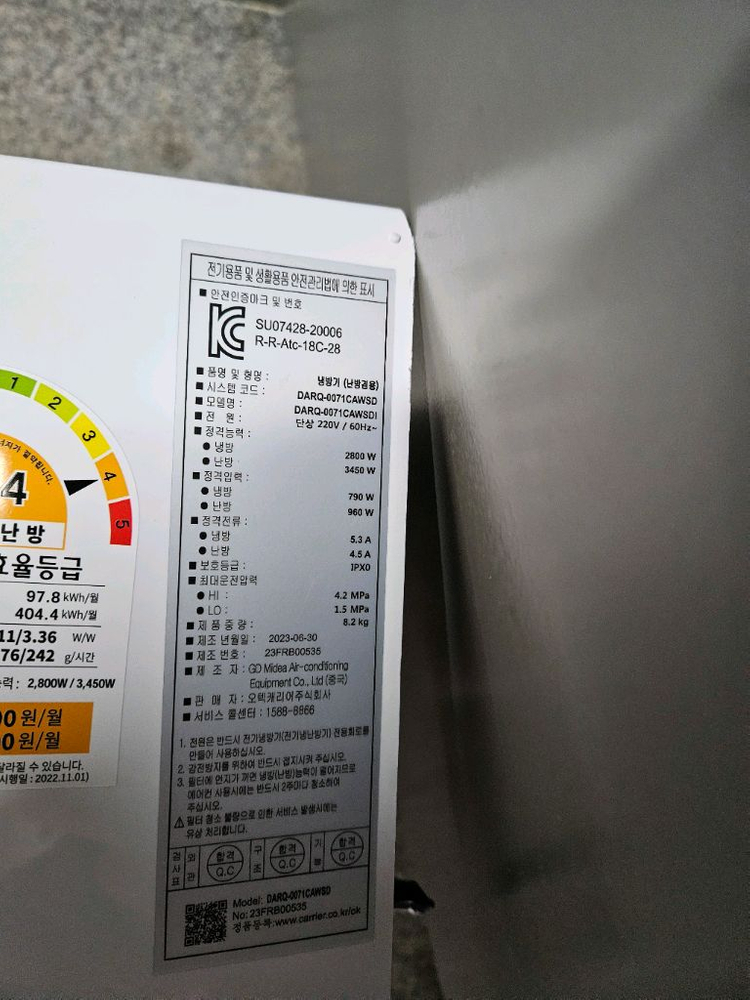 1
2
3
4
5
4
난 방
효율등급
97.8 kWh/월
404.4 kWh/월
11/3.36 W/W
76/242 g/시간
력: 2,800W / 3,450W
00 원/월
00 원/월
달라질 수 있습니다.
시행일 : 2022.11.01)
전기용품 및 생활용품 안전관리법에 의한 표시
■ 안전인증마크 및 번호
SU07428-20006
R-R-Atc-18C-28
■ 품명 및 형명 : 냉방기 (난방겸용)
■ 시스템 코드 : DARQ-0071CAWSD
■ 모델명 : DARQ-0071CAWSDI
■ 전 원 : 단상 220V / 60Hz~
■ 정격능력 :
● 냉방 2800 W
● 난방 3450 W
■ 정격입력 :
● 냉방 790 W
● 난방 960 W
■ 정격전류 :
● 냉방 5.3 A
● 난방 4.5 A
■ 보호등급 : IPX0
■ 최대운전압력
● HI : 4.2 MPa
● LO : 1.5 MPa
■ 제 품 중 량 : 8.2 kg
■ 제조 년월일 : 2023-06-30
■ 제조 번호 : 23FRB00535
■ 제 조 자 : GD Midea Air-conditioning
Equipment Co., Ltd (중국)
■ 판 매 자 : 오텍캐리어주식회사
■ 서비스 콜센터 : 1588-8866
1. 전원은 반드시 전기냉방기(전기냉난방기) 전용회로를
만들어 사용하십시오.
2. 감전방지를 위하여 반드시 접지시켜 주십시오.
3. 필터에 먼지가 끼면 냉방(난방)능력이 떨어지므로
에어컨 사용시에는 반드시 2주마다 청소하여
주십시오.
⚠ 필터 청소 불량으로 인한 서비스 발생시에는
유상 처리합니다.
검사표 외관 합격 Q.C 구조 합격 Q.C 기능 합격 Q.C
Model: DARQ-0071CAWSD
No: 23FRB00535
정품등록:www.carrier.co.kr/ok